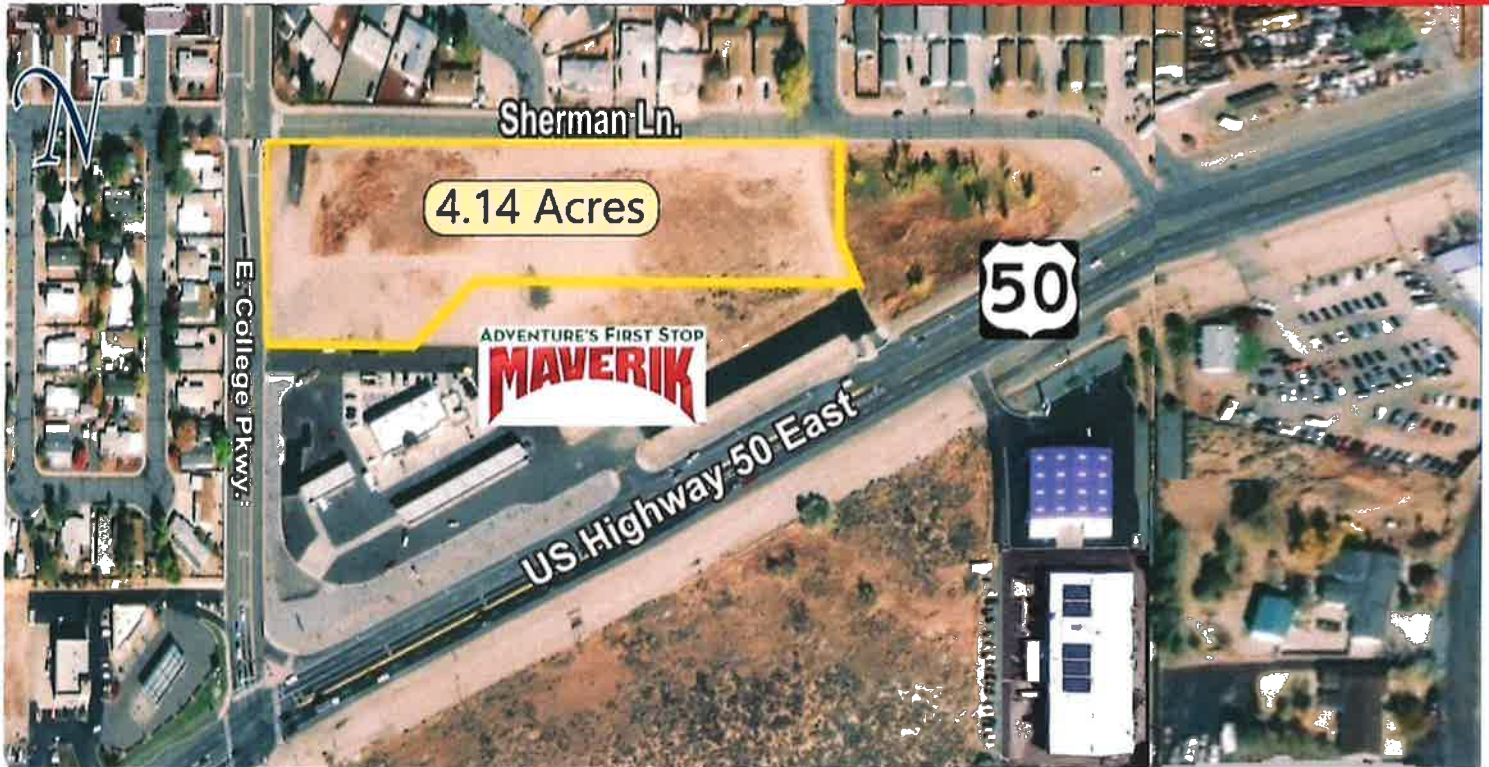 N
Sherman Ln.
4.14 Acres
E. College Pkwy.
50
ADVENTURE'S FIRST STOP
MAVERIK
US Highway 50 East